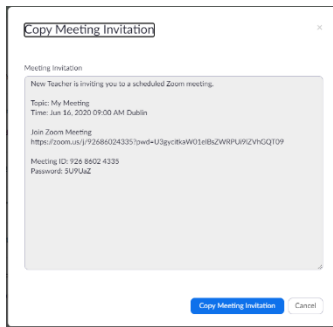 Copy Meeting Invitation
Meeting Invitation
New Teacher is inviting you to a scheduled Zoom meeting.
Topic: My Meeting
Time: Jun 16, 2020 09:00 AM Dublin
Join Zoom Meeting
https://zoom.us/j/92686024335?pwd=U3gycitkaW01elBsZWRPUi9iZVhGQT09
Meeting ID: 926 8602 4335
Password: 5U9UaZ
Copy Meeting Invitation
Cancel